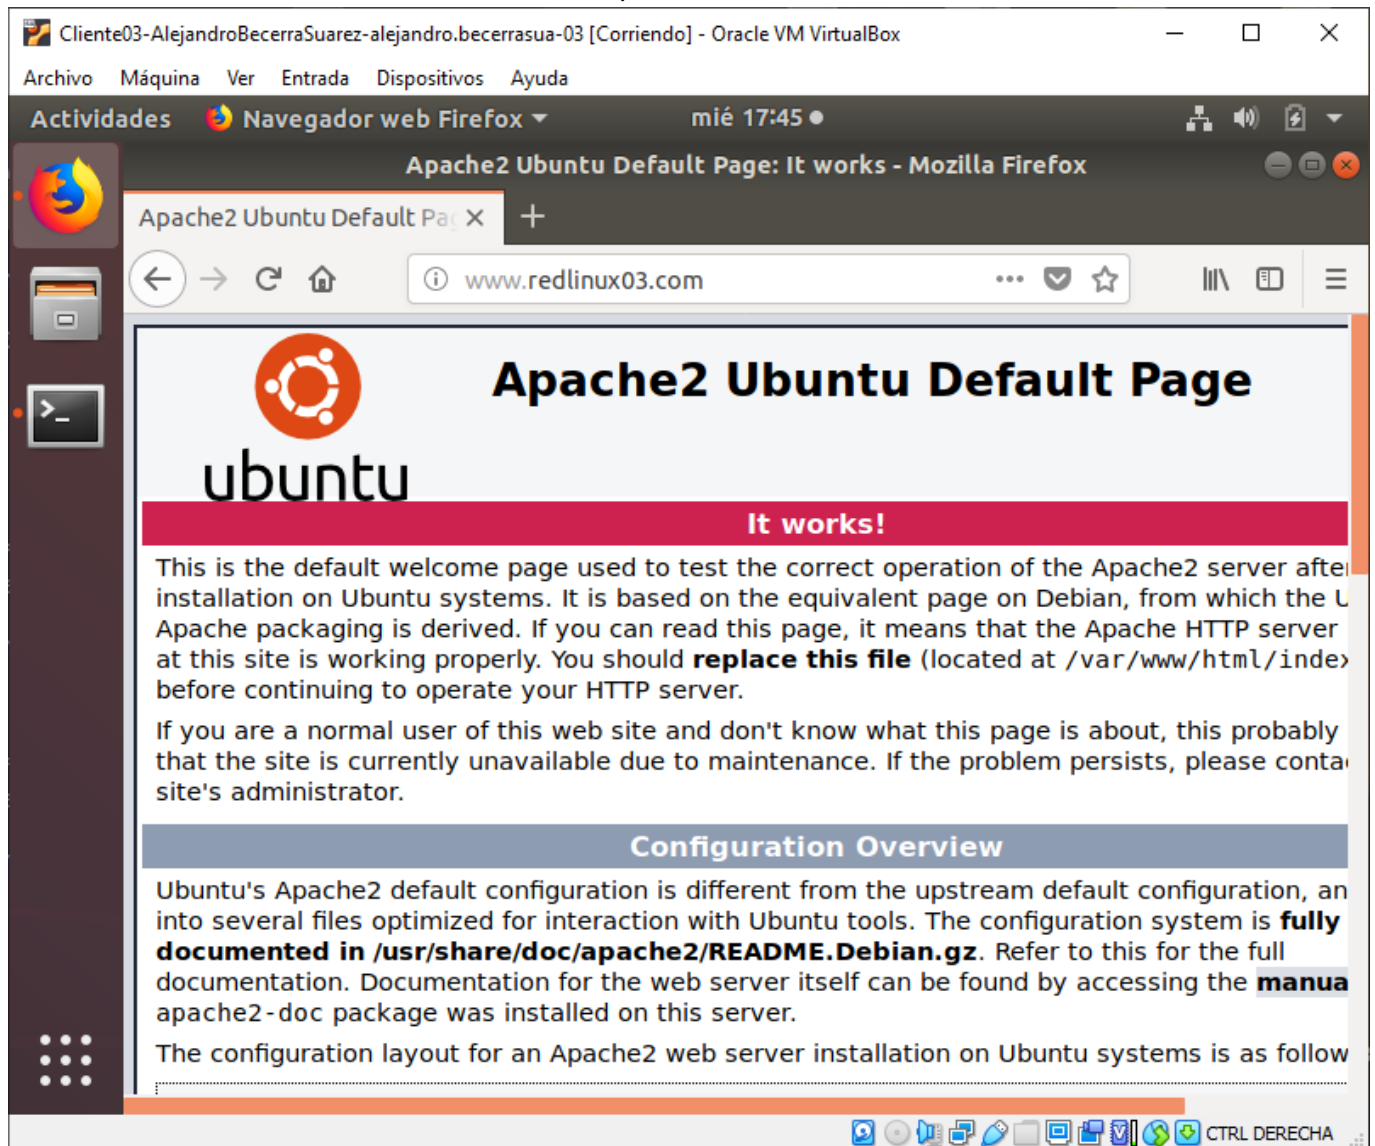 Cliente03-AlejandroBecerraSuarez-alejandro.becerrasua-03 [Corriendo] - Oracle VM VirtualBox
Archivo Máquina Ver Entrada Dispositivos Ayuda
Actividades Navegador web Firefox mié 17:45
Apache2 Ubuntu Default Page: It works - Mozilla Firefox
Apache2 Ubuntu Default Pag
www.redlinux03.com
Apache2 Ubuntu Default Page
ubuntu
It works!
This is the default welcome page used to test the correct operation of the Apache2 server after
installation on Ubuntu systems. It is based on the equivalent page on Debian, from which the U
Apache packaging is derived. If you can read this page, it means that the Apache HTTP server
at this site is working properly. You should replace this file (located at /var/www/html/index
before continuing to operate your HTTP server.
If you are a normal user of this web site and don't know what this page is about, this probably
that the site is currently unavailable due to maintenance. If the problem persists, please conta
site's administrator.
Configuration Overview
Ubuntu's Apache2 default configuration is different from the upstream default configuration, an
into several files optimized for interaction with Ubuntu tools. The configuration system is fully
documented in /usr/share/doc/apache2/README.Debian.gz. Refer to this for the full
documentation. Documentation for the web server itself can be found by accessing the manua
apache2-doc package was installed on this server.
The configuration layout for an Apache2 web server installation on Ubuntu systems is as follow
CTRL DERECHA